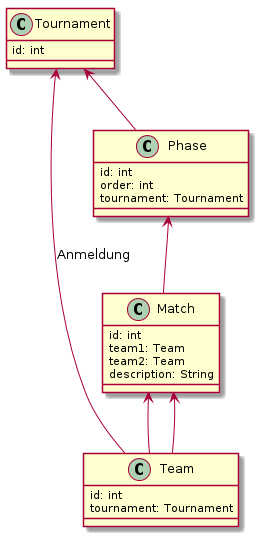 C Tournament
id: int
C Phase
id: int
order: int
tournament: Tournament
Anmeldung
C Match
id: int
team1: Team
team2: Team
description: String
C Team
id: int
tournament: Tournament